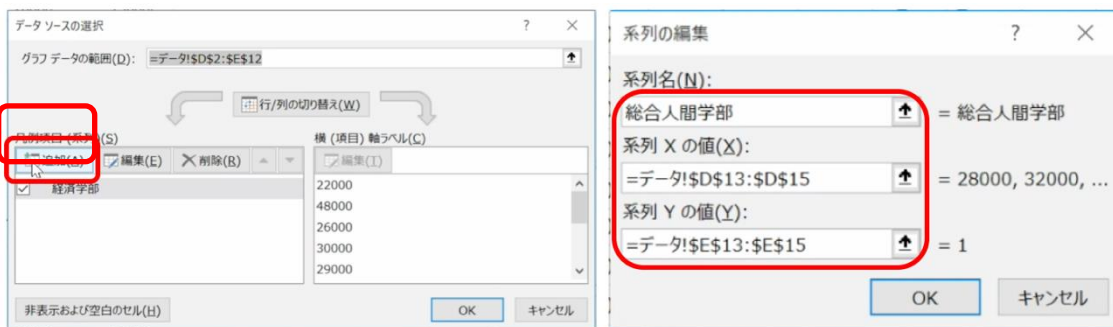 データ ソースの選択 ? ×
グラフ データの範囲(D): =データ!$D$2:$E$12
行/列の切り替え(W)
凡例項目 (系列)(S)
追加(A) 編集(E) ×削除(R)
経済学部
横 (項目) 軸ラベル(C)
編集(T)
22000
48000
26000
30000
29000
非表示および空白のセル(H) OK キャンセル
系列の編集 ? ×
系列名(N):
総合人間学部 = 総合人間学部
系列 X の値(X):
=データ!$D$13:$D$15 = 28000, 32000, ...
系列 Y の値(Y):
=データ!$E$13:$E$15 = 1
OK キャンセル